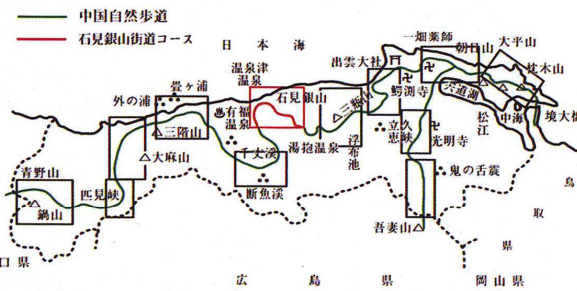 中国自然歩道
石見銀山街道コース
日本海
一畑薬師
朝日山
大平山
枕木山
出雲大社
温泉津
温泉
畳ヶ浦
石見銀山
外の浦
有福
温泉
三瓶山
鰐渕寺
宍道湖
松江
中海
境大橋
三階山
立久
恵峡
光明寺
大麻山
千丈渓
湯抱温泉
浮布池
青野山
匹見峡
断魚渓
鬼の舌震
鍋山
吾妻山
鳥取県
口県
広島県
岡山県